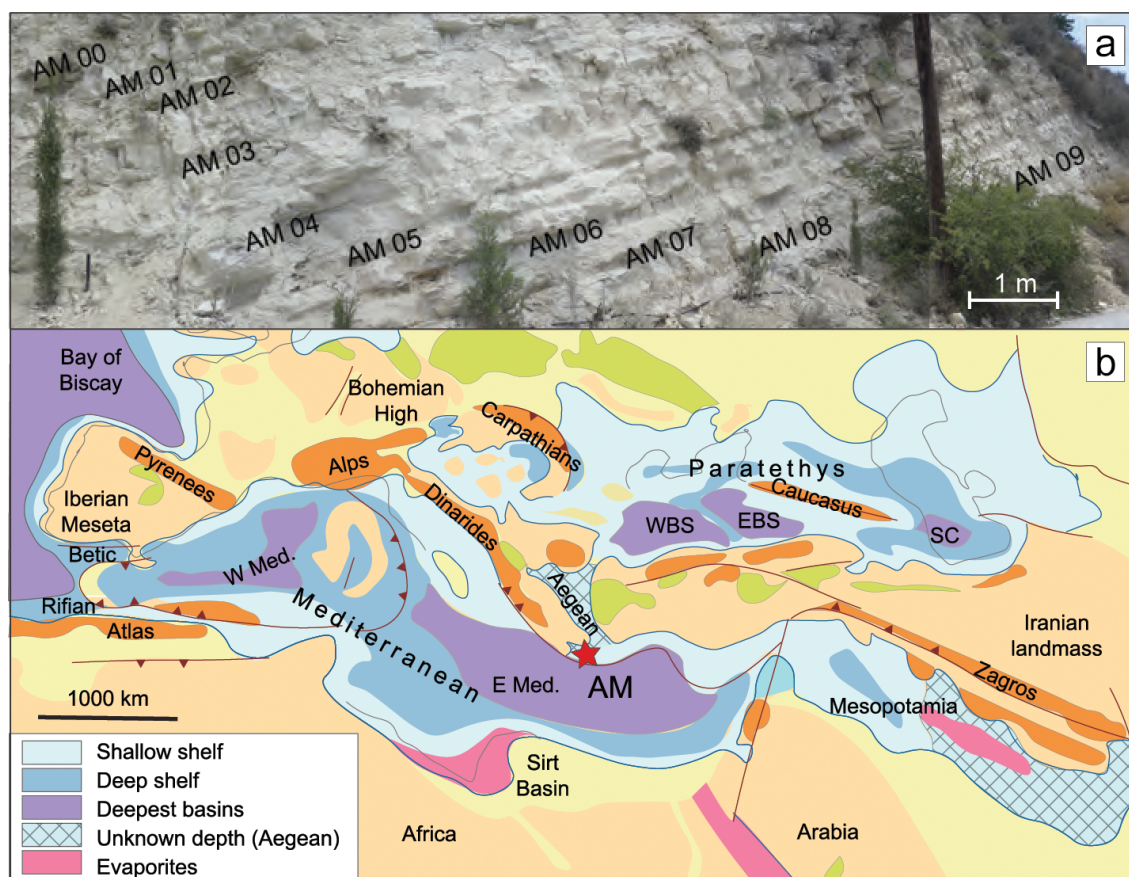 a
AM 00
AM 01
AM 02
AM 03
AM 04
AM 05
AM 06
AM 07
AM 08
AM 09
1 m
b
Bay of
Biscay
Bohemian
High
Carpathians
Pyrenees
Alps
Paratethys
Iberian
Meseta
Dinarides
Caucasus
WBS
EBS
SC
Betic
W Med.
Aegean
Rifian
Atlas
Mediterranean
Iranian
landmass
Zagros
E Med.
AM
Mesopotamia
1000 km
Shallow shelf
Deep shelf
Deepest basins
Unknown depth (Aegean)
Evaporites
Sirt
Basin
Africa
Arabia